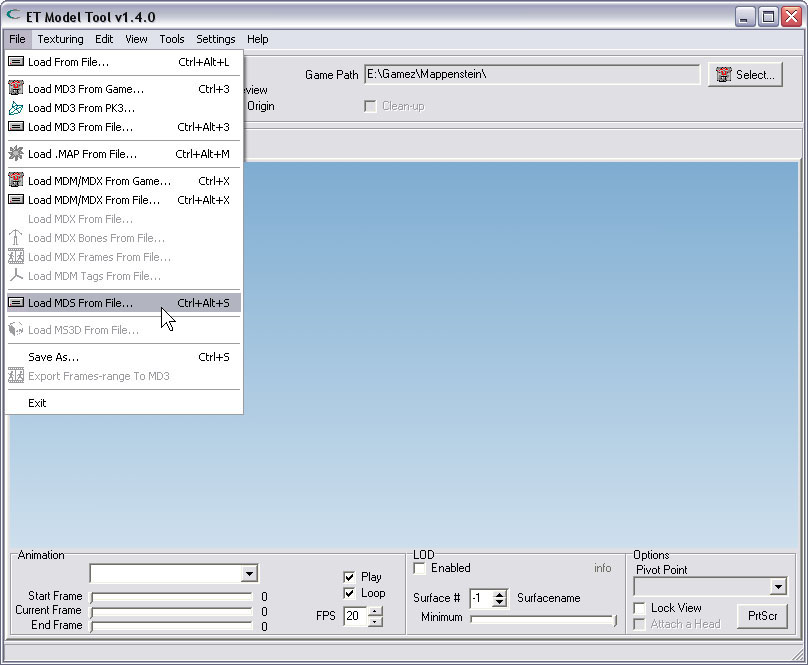 ET Model Tool v1.4.0
File Texturing Edit View Tools Settings Help
Load From File... Ctrl+Alt+L
Load MD3 From Game... Ctrl+3
Load MD3 From PK3...
Load MD3 From File... Ctrl+Alt+3
Load .MAP From File... Ctrl+Alt+M
Load MDM/MDX From Game... Ctrl+X
Load MDM/MDX From File... Ctrl+Alt+X
Load MDX From File...
Load MDX Bones From File...
Load MDX Frames From File...
Load MDM Tags From File...
Load MDS From File... Ctrl+Alt+S
Load MS3D From File...
Save As... Ctrl+S
Export Frames-range To MD3
Exit
Game Path E:\Gamez\Mappenstein\ Select...
view
Origin Clean-up
Animation
Play
Loop
Start Frame 0
Current Frame 0
End Frame 0
FPS 20
LOD
Enabled info
Surface # -1 Surfacename
Minimum
Options
Pivot Point
Lock View
Attach a Head
PrtScr